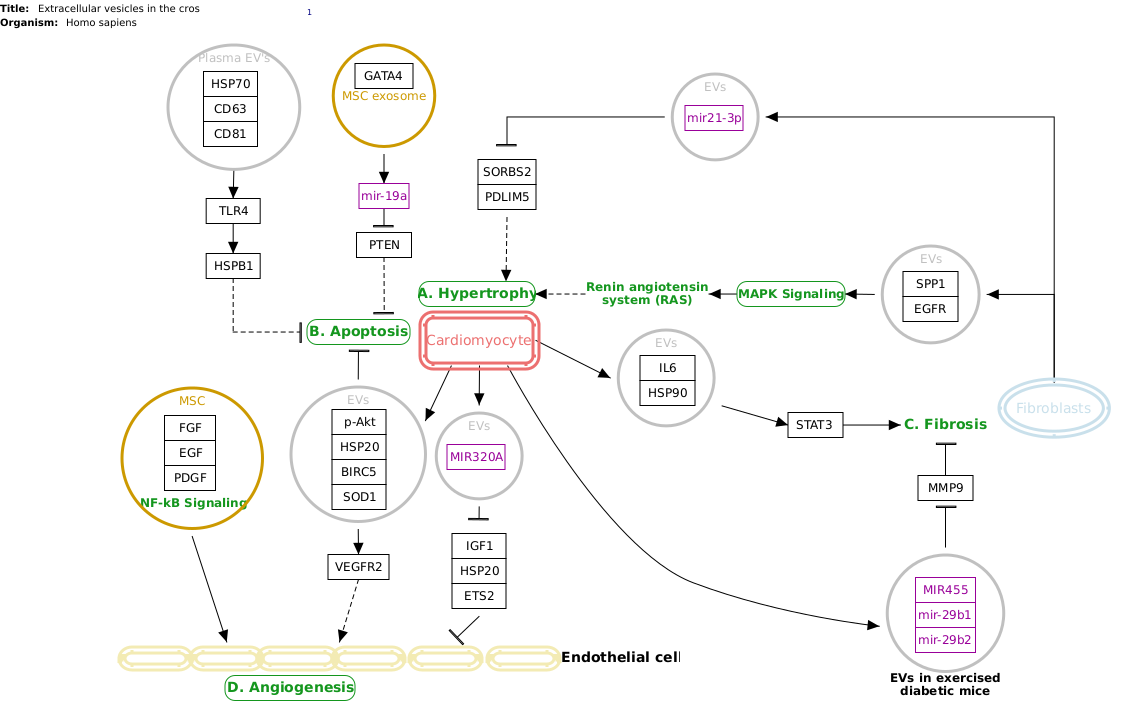 Title: Extracellular vesicles in the cros
1
Organism: Homo sapiens
Plasma EV's
HSP70
CD63
CD81
GATA4
MSC exosome
EVs
mir21-3p
SORBS2
PDLIM5
mir-19a
TLR4
PTEN
HSPB1
A. Hypertrophy
Renin angiotensin
system (RAS)
MAPK Signaling
EVs
SPP1
EGFR
B. Apoptosis
Cardiomyocyte
EVs
IL6
HSP90
Fibroblasts
STAT3
C. Fibrosis
MSC
FGF
EGF
PDGF
NF-kB Signaling
EVs
p-Akt
HSP20
BIRC5
SOD1
EVs
MIR320A
MMP9
VEGFR2
IGF1
HSP20
ETS2
MIR455
mir-29b1
mir-29b2
EVs in exercised
diabetic mice
Endothelial cell
D. Angiogenesis